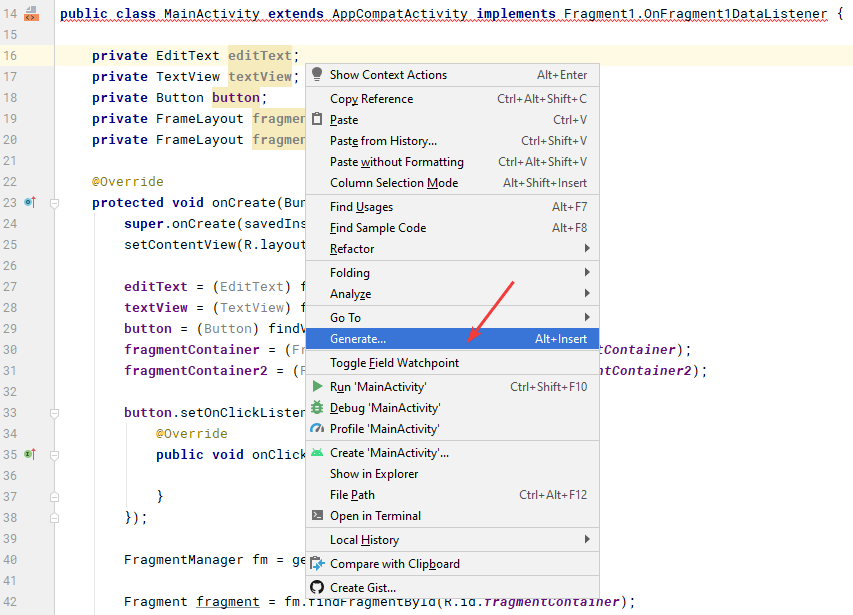 14 public class MainActivity extends AppCompatActivity implements Fragment1.OnFragment1DataListener {
15
16 private EditText editText;
17 private TextView textView;
18 private Button button;
19 private FrameLayout fragmen
20 private FrameLayout fragmen
21
22 @Override
23 protected void onCreate(Bun
24 super.onCreate(savedIns
25 setContentView(R.layout
26
27 editText = (EditText) f
28 textView = (TextView) f
29 button = (Button) findV
30 fragmentContainer = (Fr tContainer);
31 fragmentContainer2 = (F ntContainer2);
32
33 button.setOnClickListen
34 @Override
35 public void onClick
36
37 }
38 });
39
40 FragmentManager fm = ge
41
42 Fragment fragment = fm.findFragmentById(R.id.fragmentContainer);
Show Context Actions Alt+Enter
Copy Reference Ctrl+Alt+Shift+C
Paste Ctrl+V
Paste from History... Ctrl+Shift+V
Paste without Formatting Ctrl+Alt+Shift+V
Column Selection Mode Alt+Shift+Insert
Find Usages Alt+F7
Find Sample Code Alt+F8
Refactor
Folding
Analyze
Go To
Generate... Alt+Insert
Toggle Field Watchpoint
Run 'MainActivity' Ctrl+Shift+F10
Debug 'MainActivity'
Profile 'MainActivity'
Create 'MainActivity'...
Show in Explorer
File Path Ctrl+Alt+F12
Open in Terminal
Local History
Compare with Clipboard
Create Gist...